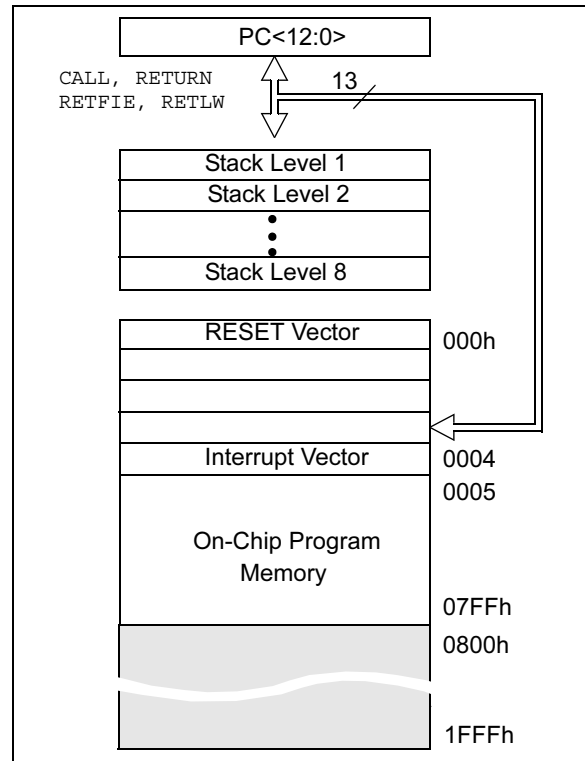 PC<12:0>
CALL, RETURN
RETFIE, RETLW
13
Stack Level 1
Stack Level 2
Stack Level 8
RESET Vector
000h
Interrupt Vector
0004
0005
On-Chip Program
Memory
07FFh
0800h
1FFFh